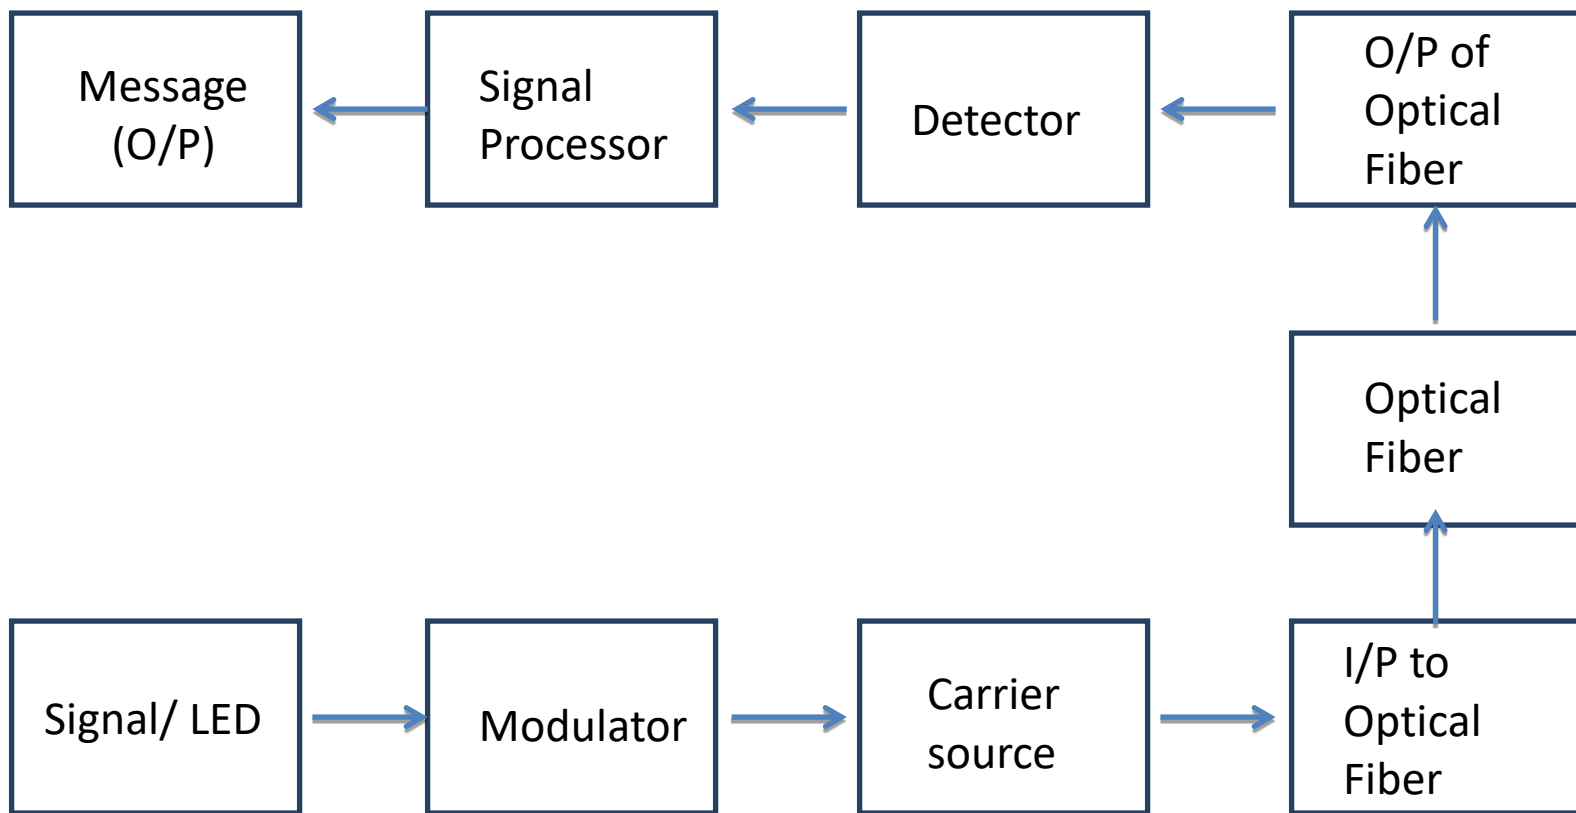 Message
(O/P)
Signal
Processor
Detector
O/P of
Optical
Fiber
Optical
Fiber
Signal/ LED
Modulator
Carrier
source
I/P to
Optical
Fiber